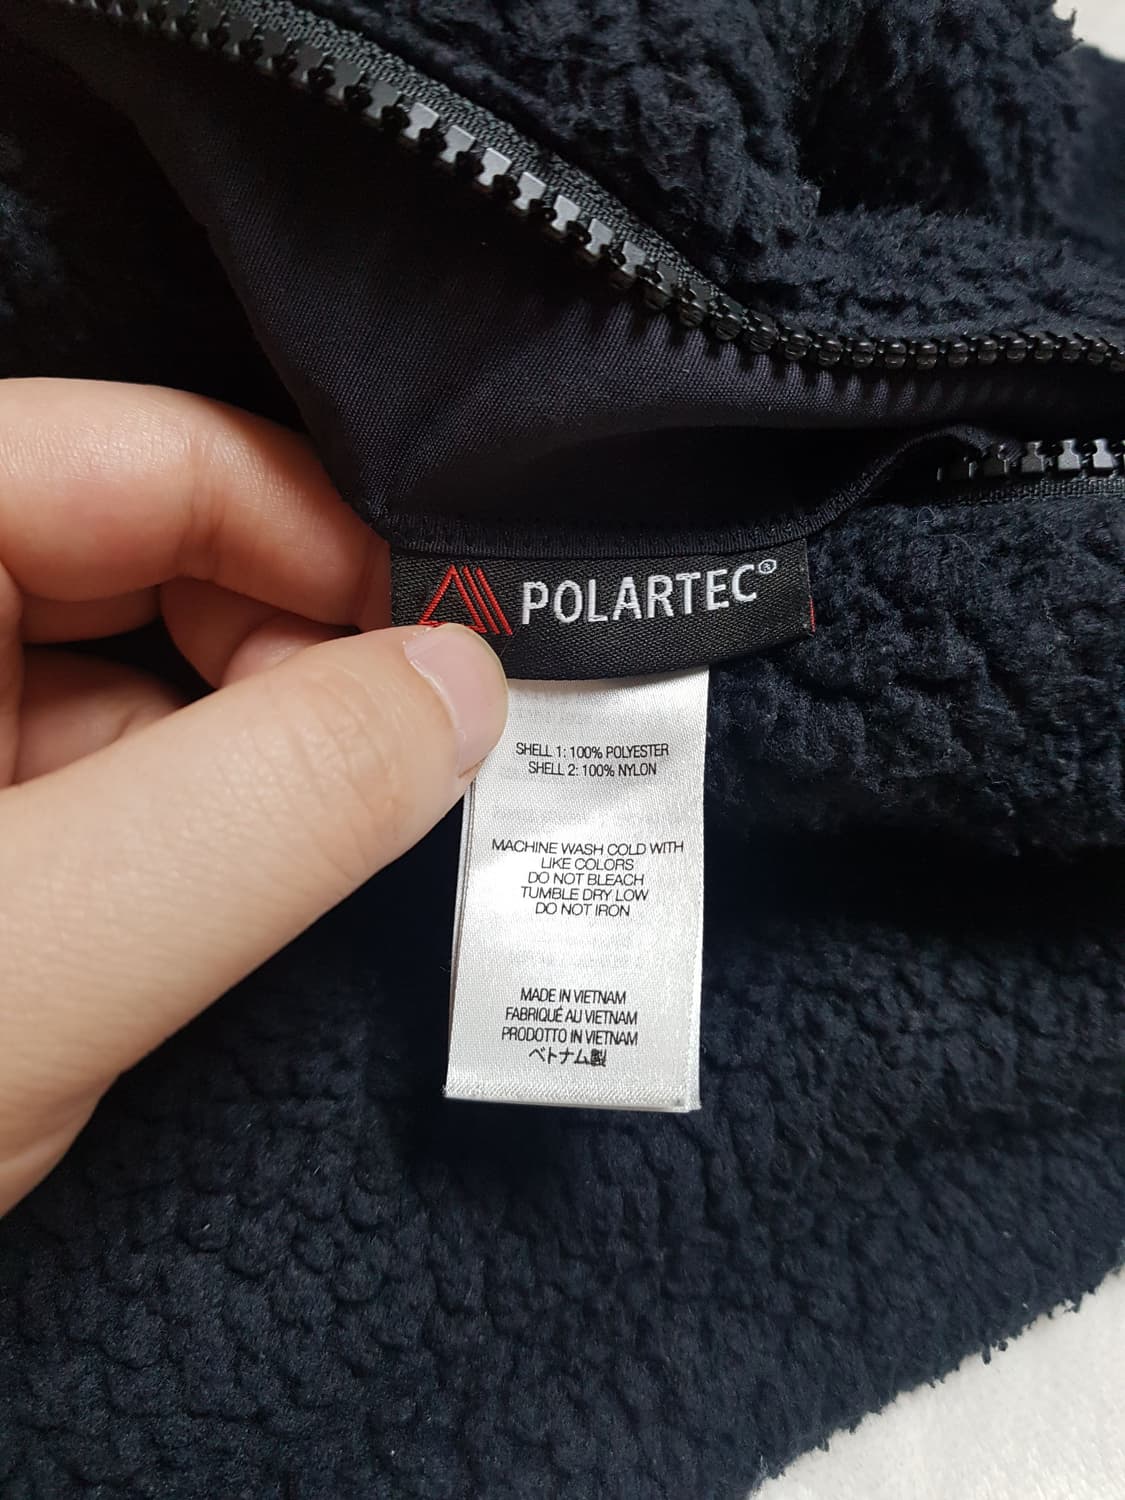 POLARTEC®
SHELL 1: 100% POLYESTER
SHELL 2: 100% NYLON
MACHINE WASH COLD WITH
LIKE COLORS
DO NOT BLEACH
TUMBLE DRY LOW
DO NOT IRON
MADE IN VIETNAM
FABRIQUÉ AU VIETNAM
PRODOTTO IN VIETNAM
ベトナム製